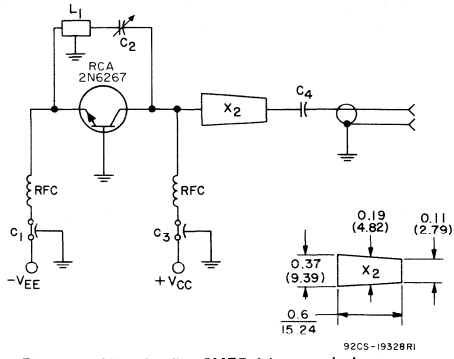 L1
C2
RCA
2N6267
X2
C4
RFC
RFC
C1
C3
-VEE
+VCC
0.19
(4.82)
0.11
(2.79)
0.37
(9.39)
X2
0.6
15.24
92CS-19328R1